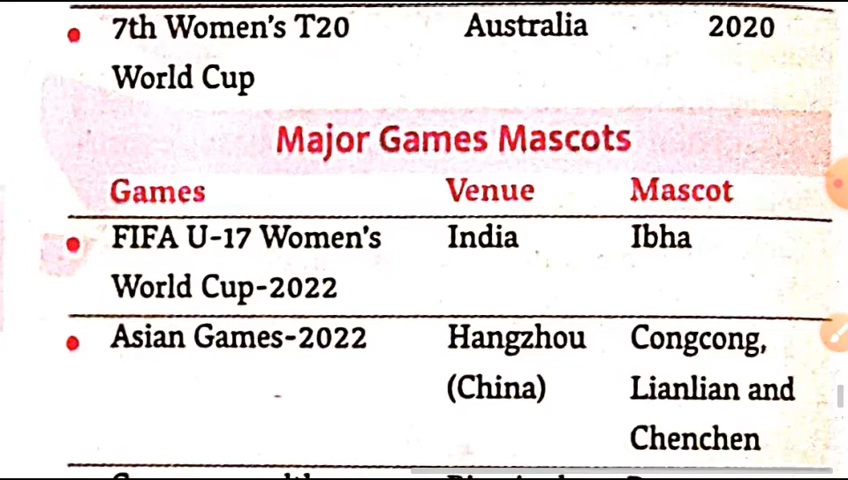 7th Women's T20 Australia 2020
World Cup
Major Games Mascots
Games Venue Mascot
FIFA U-17 Women's India Ibha
World Cup-2022
Asian Games-2022 Hangzhou Congcong,
(China) Lianlian and
Chenchen